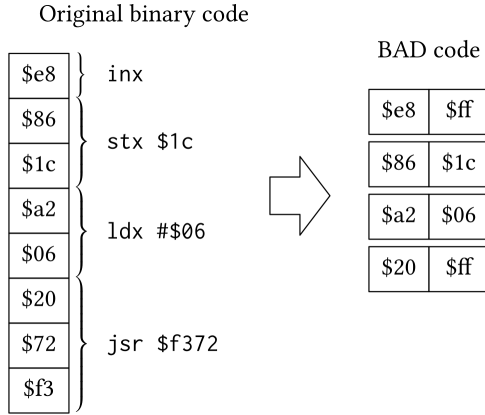 Original binary code
BAD code
$e8
inx
$86
stx $1c
$1c
$a2
ldx #$06
$06
$20
$72
jsr $f372
$f3
$e8 $ff
$86 $1c
$a2 $06
$20 $ff